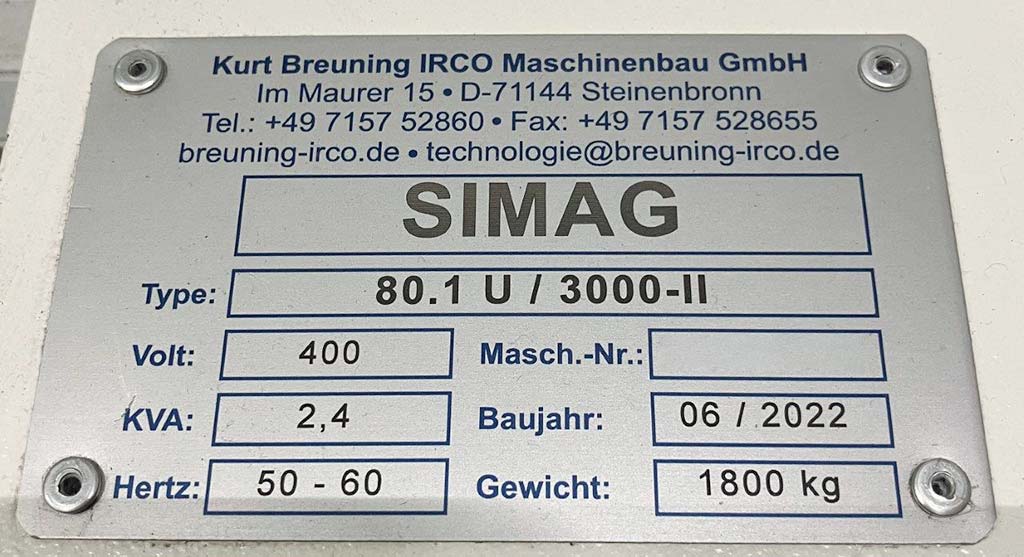 Kurt Breuning IRCO Maschinenbau GmbH
Im Maurer 15 • D-71144 Steinenbronn
Tel.: +49 7157 52860 • Fax: +49 7157 528655
breuning-irco.de • technologie@breuning-irco.de
SIMAG
Type: 80.1 U / 3000-II
Volt: 400 Masch.-Nr.:
KVA: 2,4 Baujahr: 06 / 2022
Hertz: 50 - 60 Gewicht: 1800 kg